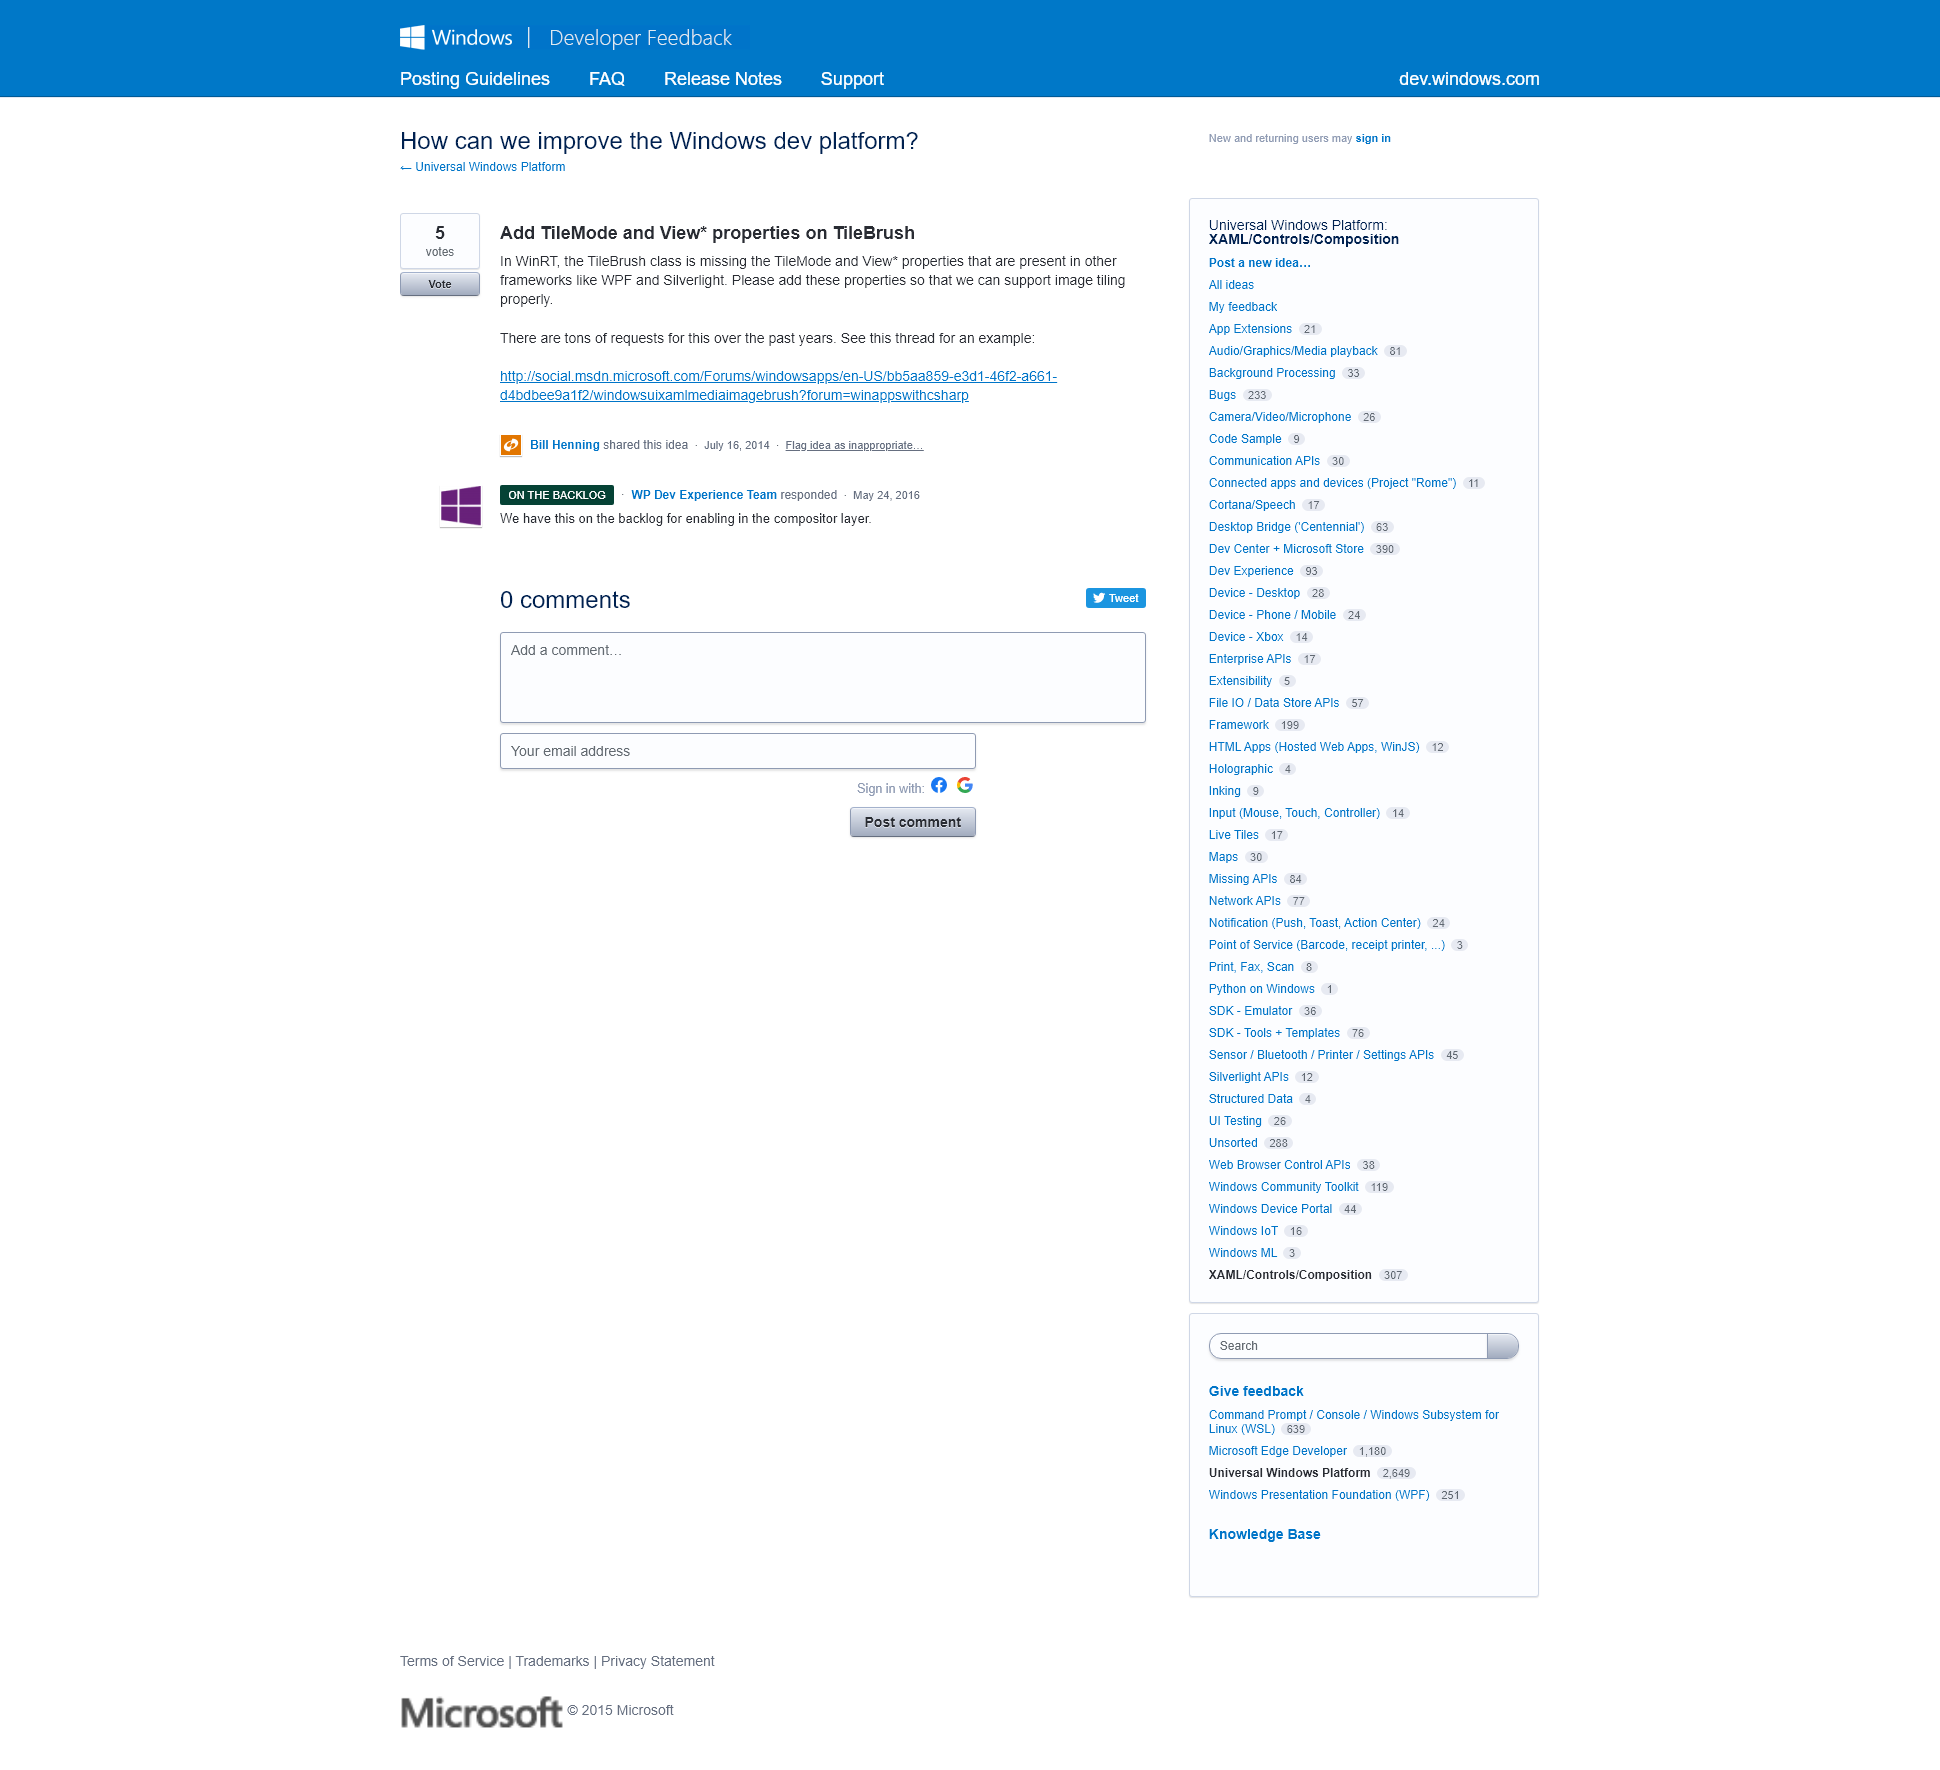 Windows | Developer Feedback
Posting Guidelines FAQ Release Notes Support dev.windows.com
How can we improve the Windows dev platform?
← Universal Windows Platform
New and returning users may sign in
5
votes
Vote
Add TileMode and View* properties on TileBrush
In WinRT, the TileBrush class is missing the TileMode and View* properties that are present in other
frameworks like WPF and Silverlight. Please add these properties so that we can support image tiling
properly.
There are tons of requests for this over the past years. See this thread for an example:
http://social.msdn.microsoft.com/Forums/windowsapps/en-US/bb5aa859-e3d1-46f2-a661-
d4bdbee9a1f2/windowsuixamlmediaimagebrush?forum=winappswithcsharp
Bill Henning shared this idea · July 16, 2014 · Flag idea as inappropriate…
ON THE BACKLOG · WP Dev Experience Team responded · May 24, 2016
We have this on the backlog for enabling in the compositor layer.
0 comments
Tweet
Add a comment…
Your email address
Sign in with:
Post comment
Universal Windows Platform:
XAML/Controls/Composition
Post a new idea…
All ideas
My feedback
App Extensions 21
Audio/Graphics/Media playback 81
Background Processing 33
Bugs 233
Camera/Video/Microphone 26
Code Sample 9
Communication APIs 30
Connected apps and devices (Project "Rome") 11
Cortana/Speech 17
Desktop Bridge ('Centennial') 63
Dev Center + Microsoft Store 390
Dev Experience 93
Device - Desktop 28
Device - Phone / Mobile 24
Device - Xbox 14
Enterprise APIs 17
Extensibility 5
File IO / Data Store APIs 57
Framework 199
HTML Apps (Hosted Web Apps, WinJS) 12
Holographic 4
Inking 9
Input (Mouse, Touch, Controller) 14
Live Tiles 17
Maps 30
Missing APIs 84
Network APIs 77
Notification (Push, Toast, Action Center) 24
Point of Service (Barcode, receipt printer, ...) 3
Print, Fax, Scan 8
Python on Windows 1
SDK - Emulator 36
SDK - Tools + Templates 76
Sensor / Bluetooth / Printer / Settings APIs 45
Silverlight APIs 12
Structured Data 4
UI Testing 26
Unsorted 288
Web Browser Control APIs 38
Windows Community Toolkit 119
Windows Device Portal 44
Windows IoT 16
Windows ML 3
XAML/Controls/Composition 307
Search
Give feedback
Command Prompt / Console / Windows Subsystem for
Linux (WSL) 639
Microsoft Edge Developer 1,180
Universal Windows Platform 2,649
Windows Presentation Foundation (WPF) 251
Knowledge Base
Terms of Service | Trademarks | Privacy Statement
Microsoft © 2015 Microsoft